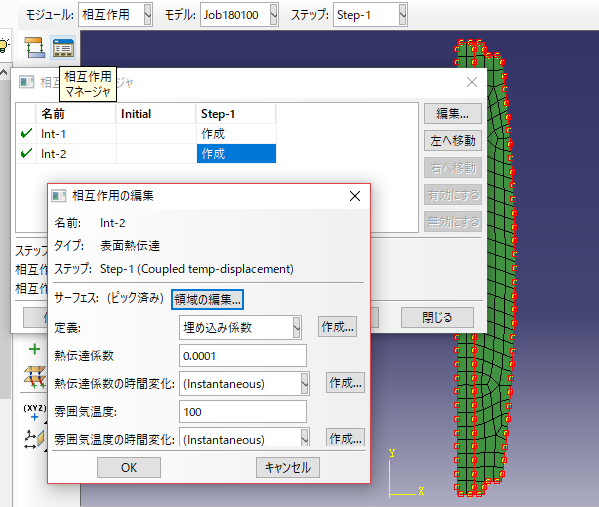 モジュール: 相互作用 モデル: Job180100 ステップ: Step-1
相互作用
マネージャ
名前 Initial Step-1
Int-1 作成
Int-2 作成
編集...
左へ移動
右へ移動
有効にする
無効にする
相互作用の編集
名前: Int-2
タイプ: 表面熱伝達
ステップ: Step-1 (Coupled temp-displacement)
サーフェス: (ピック済み) 領域の編集...
定義: 埋め込み係数 作成...
熱伝達係数 0.0001
熱伝達係数の時間変化: (Instantaneous) 作成...
雰囲気温度: 100
雰囲気温度の時間変化: (Instantaneous) 作成...
OK キャンセル
ステップ
相互作
相互作
閉じる
(XYZ)
Y
X